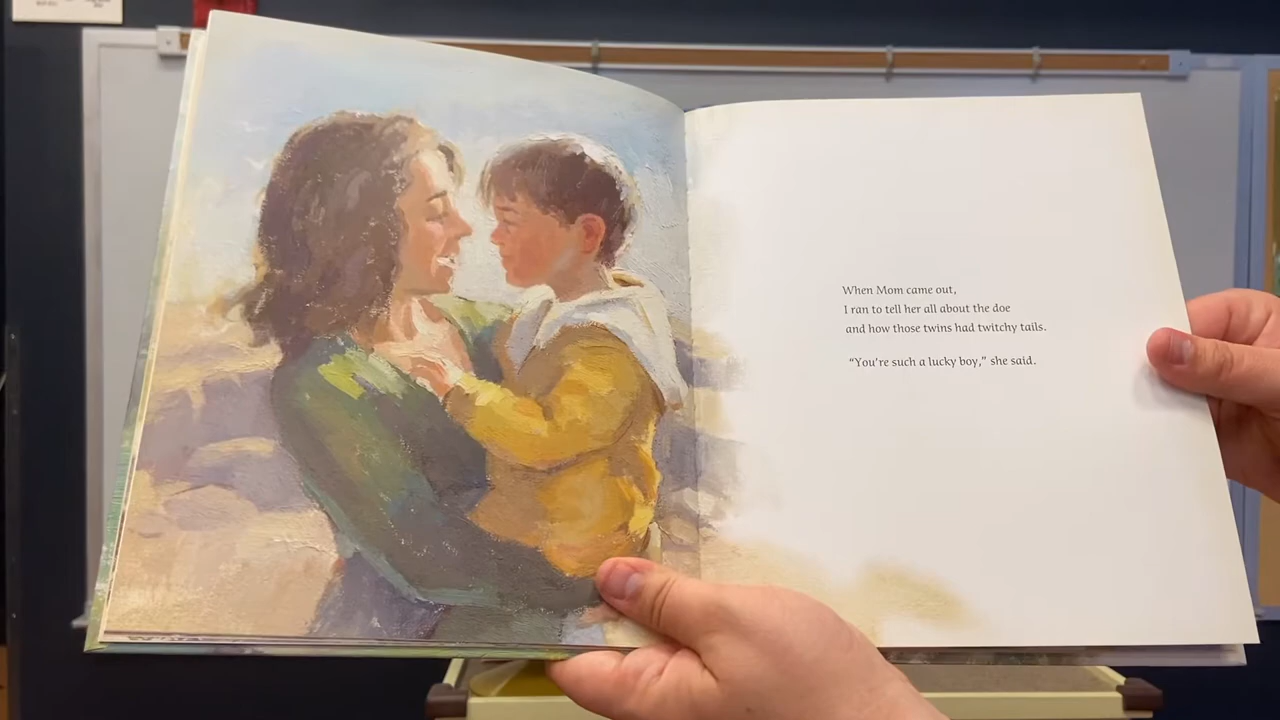 When Mom came out,
I ran to tell her all about the doe
and how those twins had twitchy tails.
“You’re such a lucky boy,” she said.